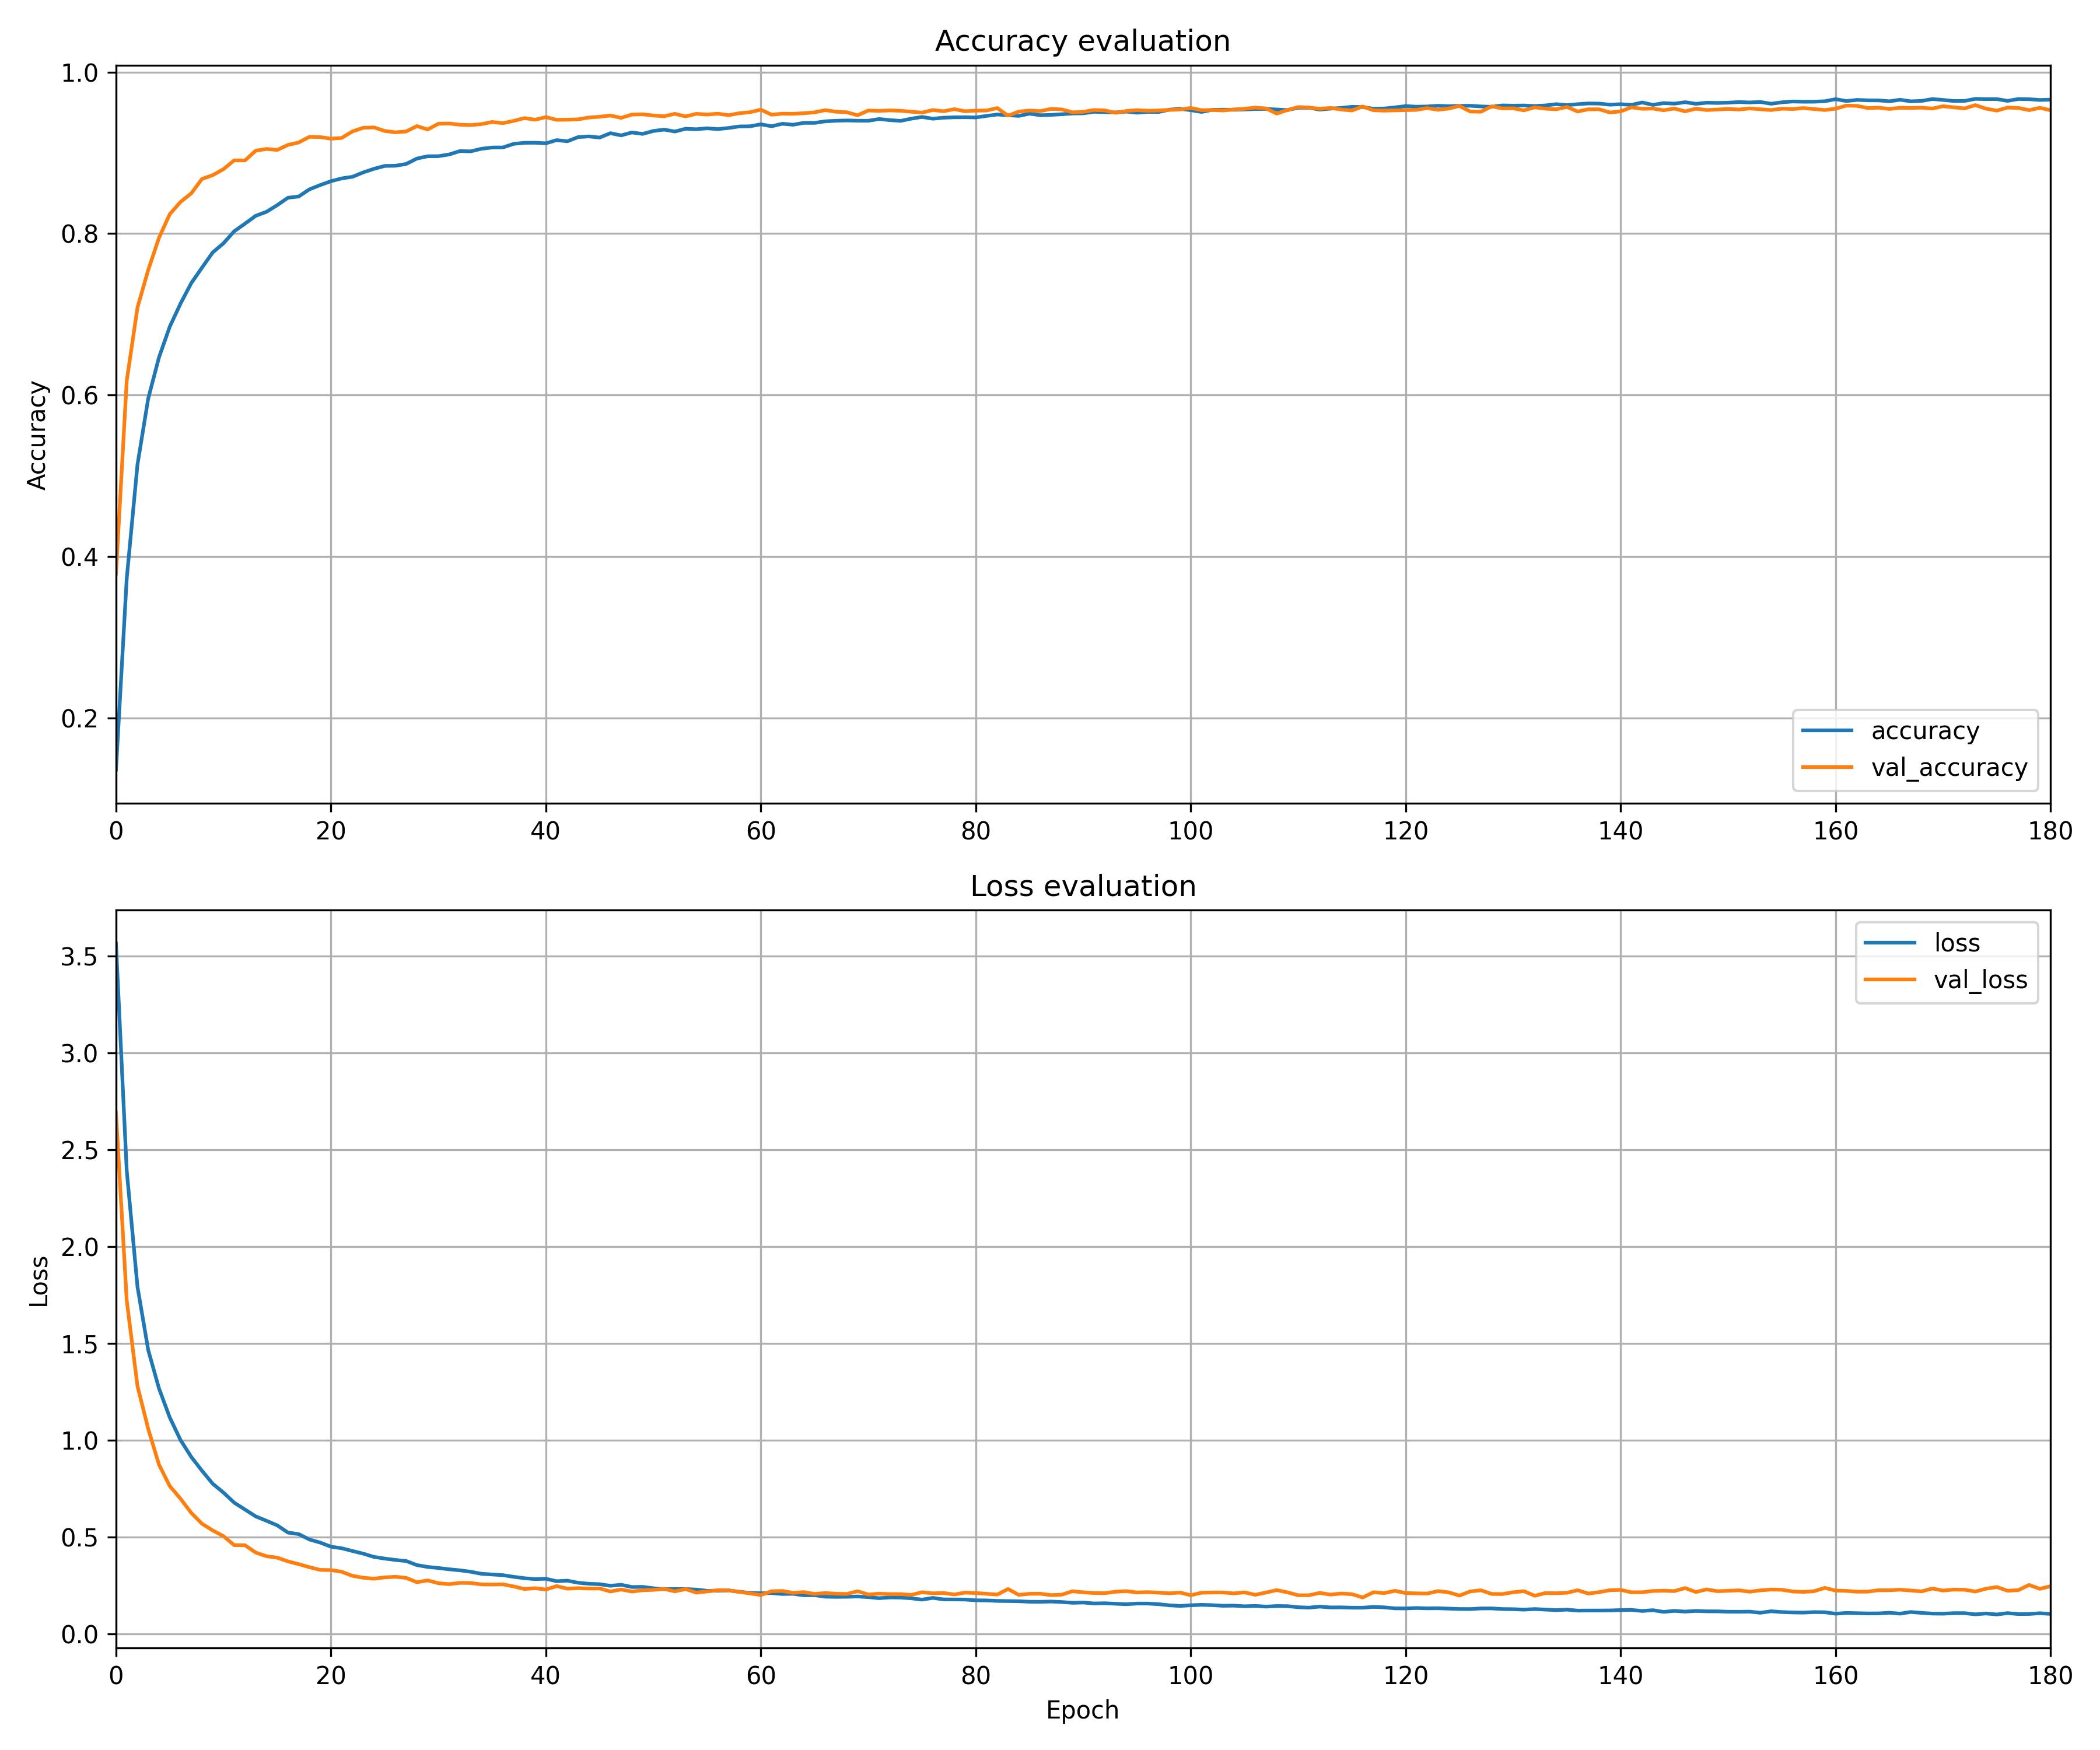 Accuracy evaluation
1.0
0.8
0.6
0.4
0.2
Accuracy
accuracy
val_accuracy
0 20 40 60 80 100 120 140 160 180
Loss evaluation
3.5
3.0
2.5
2.0
1.5
1.0
0.5
0.0
Loss
loss
val_loss
0 20 40 60 80 100 120 140 160 180
Epoch